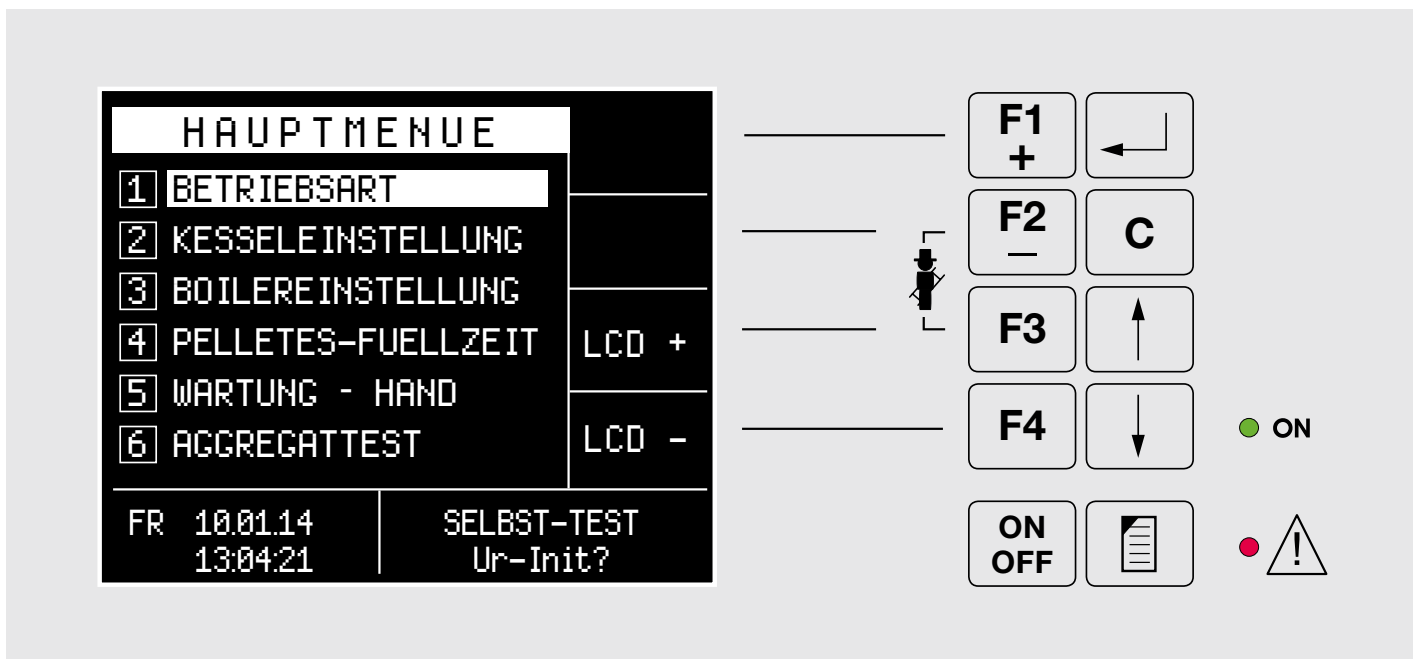 HAUPTMENUE
1 BETRIEBSART
2 KESSELEINSTELLUNG
3 BOILEREINSTELLUNG
4 PELLETES-FUELLZEIT
5 WARTUNG - HAND
6 AGGREGATTEST
LCD +
LCD -
FR 10.01.14
13:04:21
SELBST-TEST
Ur-Init?
F1
+
F2
—
C
F3
F4
ON
ON
OFF
!